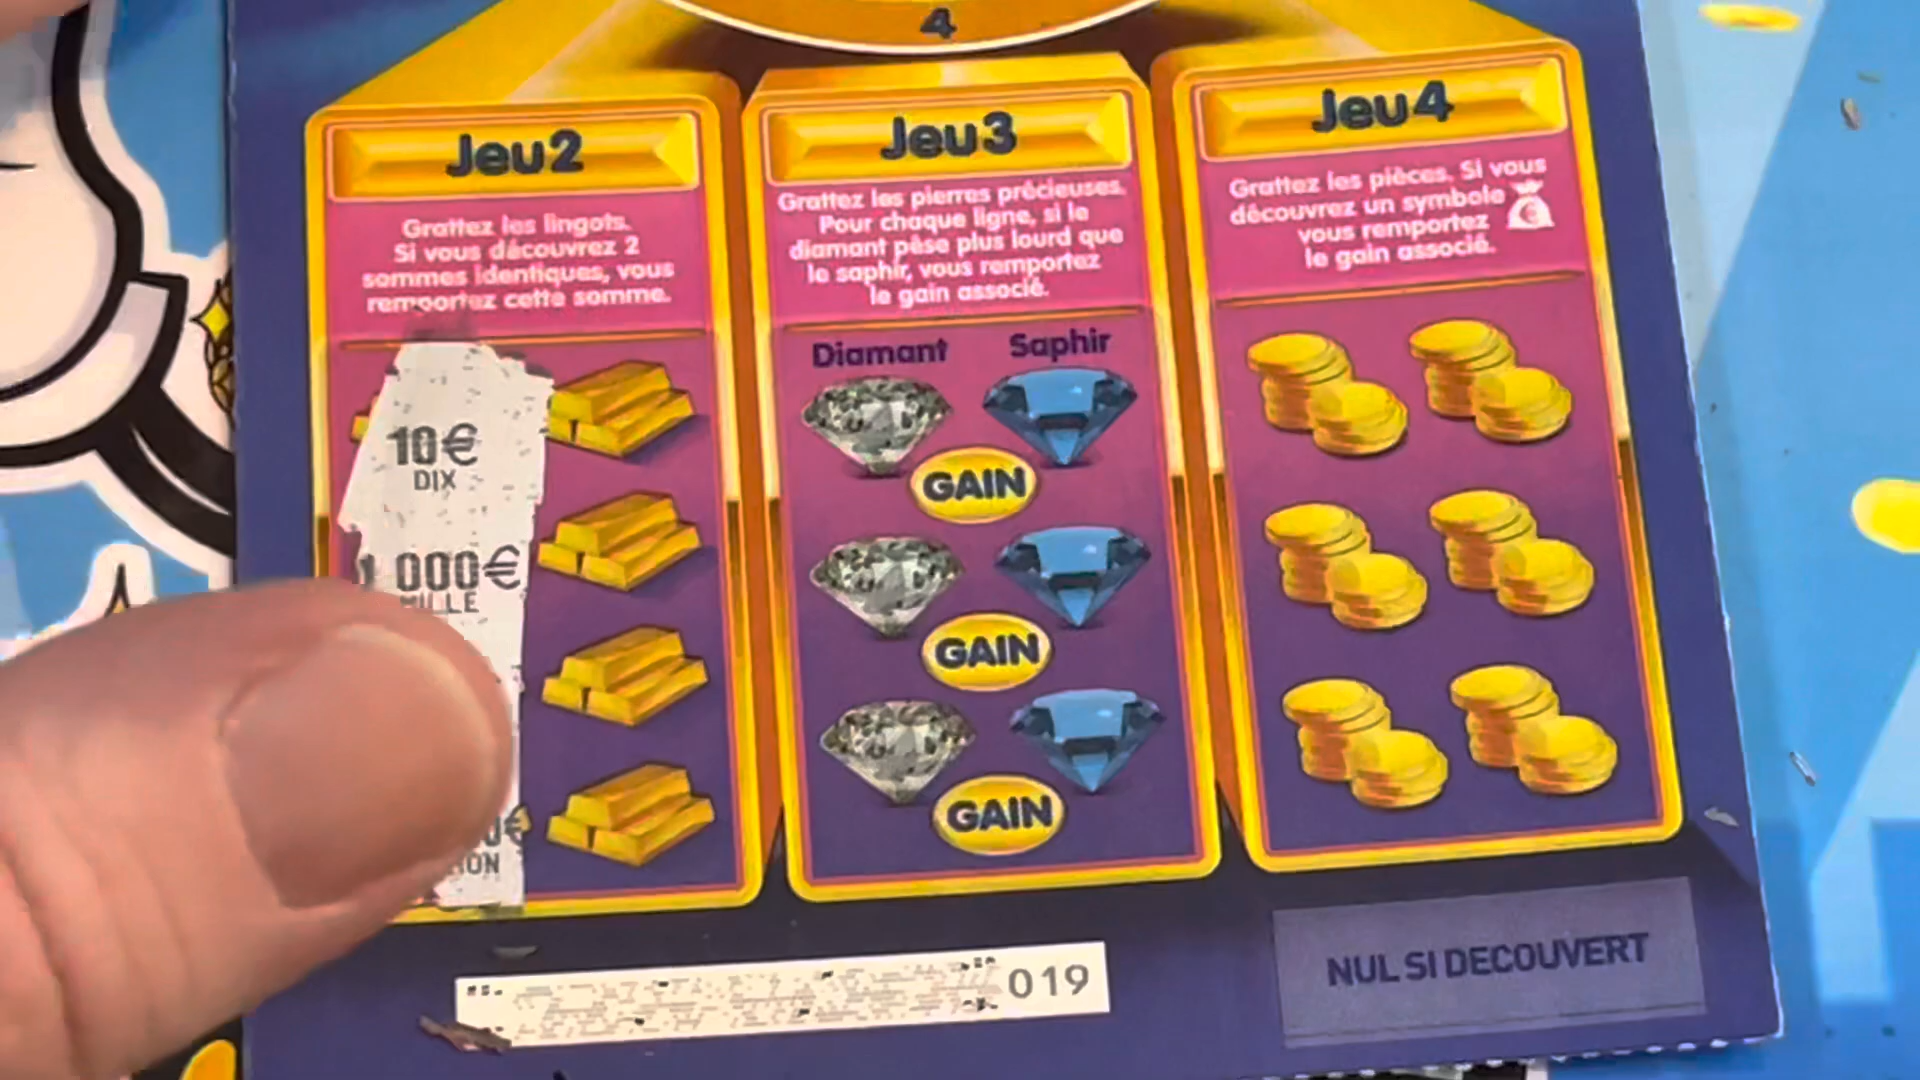 4
Jeu2
Grattez les lingots.
Si vous découvrez 2
sommes identiques, vous
remportez cette somme.
10€
DIX
1 000€
MILLE
Jeu3
Grattez les pierres précieuses.
Pour chaque ligne, si le
diamant pèse plus lourd que
le saphir, vous remportez
le gain associé.
Diamant Saphir
GAIN
GAIN
GAIN
Jeu4
Grattez les pièces. Si vous
découvrez un symbole
vous remportez
le gain associé.
019
NUL SI DECOUVERT